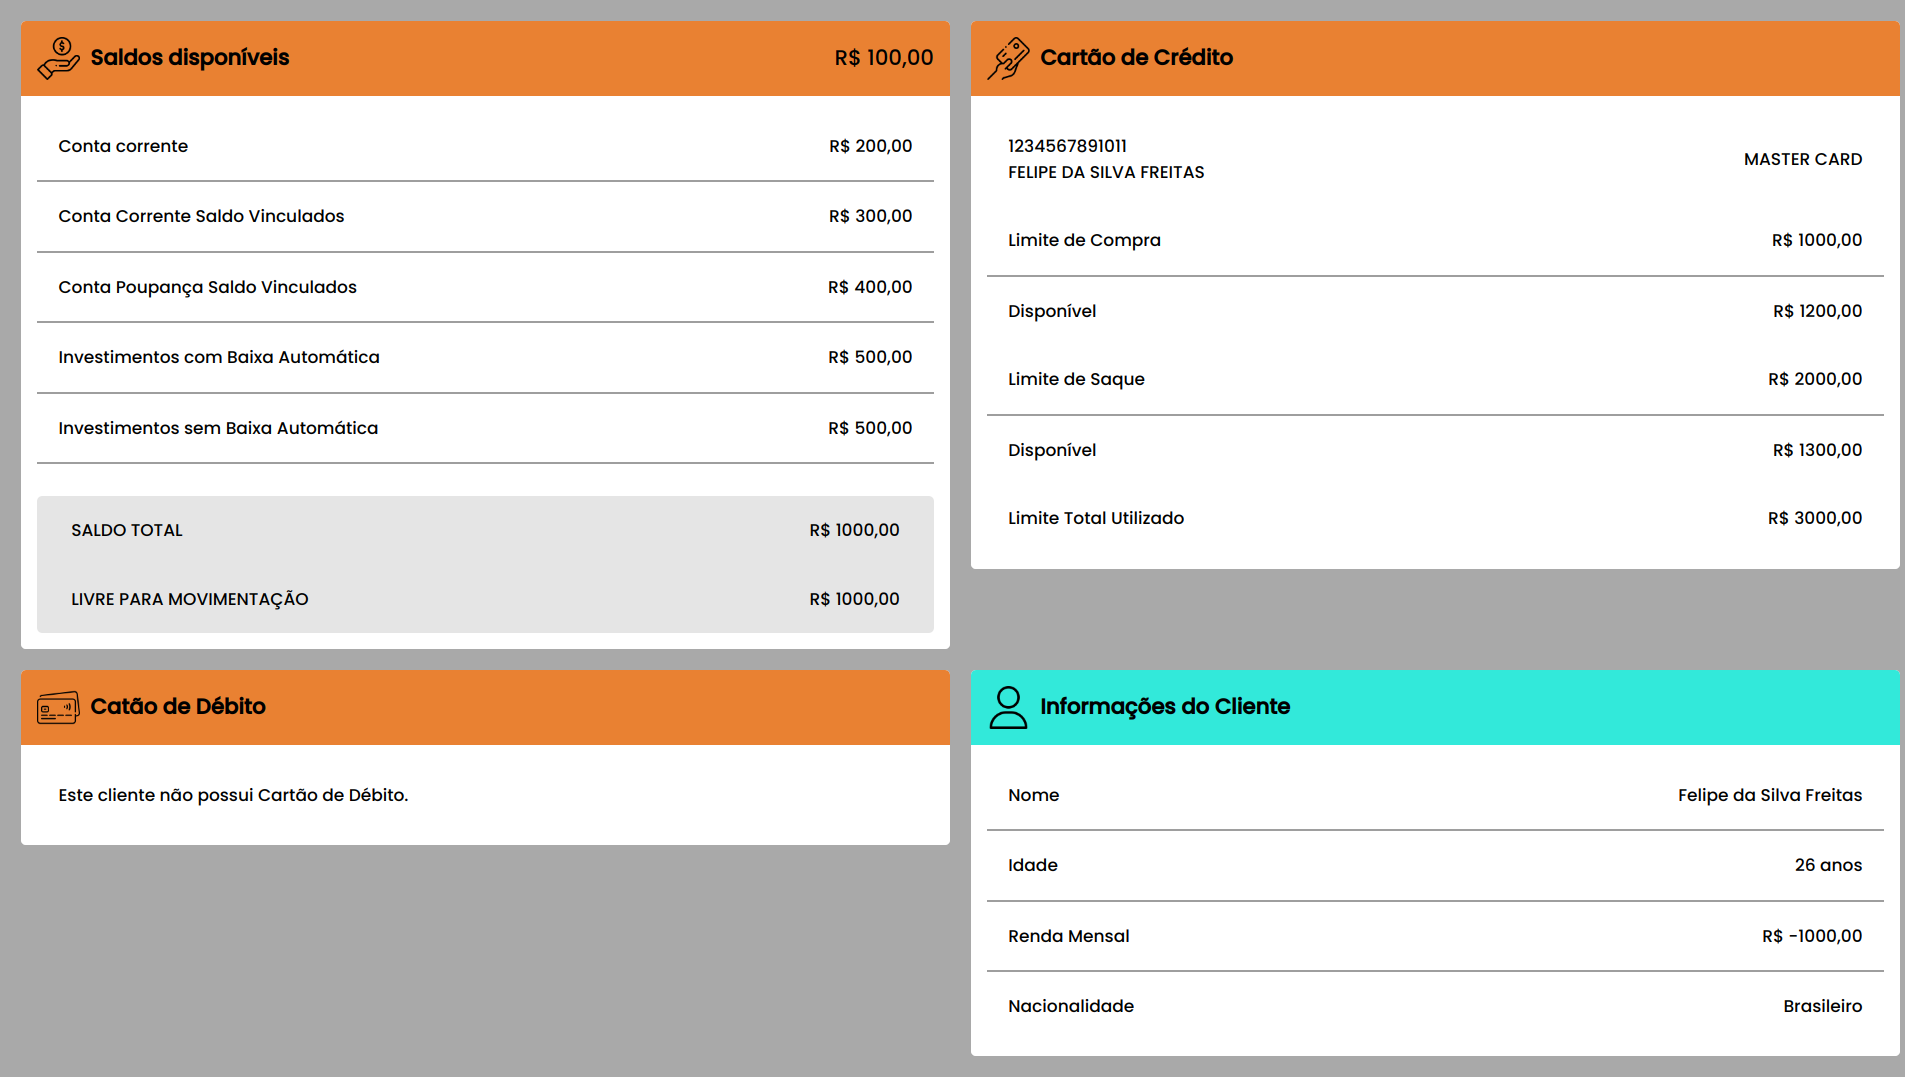 Saldos disponíveis R$ 100,00
Conta corrente R$ 200,00
Conta Corrente Saldo Vinculados R$ 300,00
Conta Poupança Saldo Vinculados R$ 400,00
Investimentos com Baixa Automática R$ 500,00
Investimentos sem Baixa Automática R$ 500,00
SALDO TOTAL R$ 1000,00
LIVRE PARA MOVIMENTAÇÃO R$ 1000,00
Cartão de Crédito
1234567891011
FELIPE DA SILVA FREITAS
MASTER CARD
Limite de Compra R$ 1000,00
Disponível R$ 1200,00
Limite de Saque R$ 2000,00
Disponível R$ 1300,00
Limite Total Utilizado R$ 3000,00
Catão de Débito
Este cliente não possui Cartão de Débito.
Informações do Cliente
Nome Felipe da Silva Freitas
Idade 26 anos
Renda Mensal R$ -1000,00
Nacionalidade Brasileiro